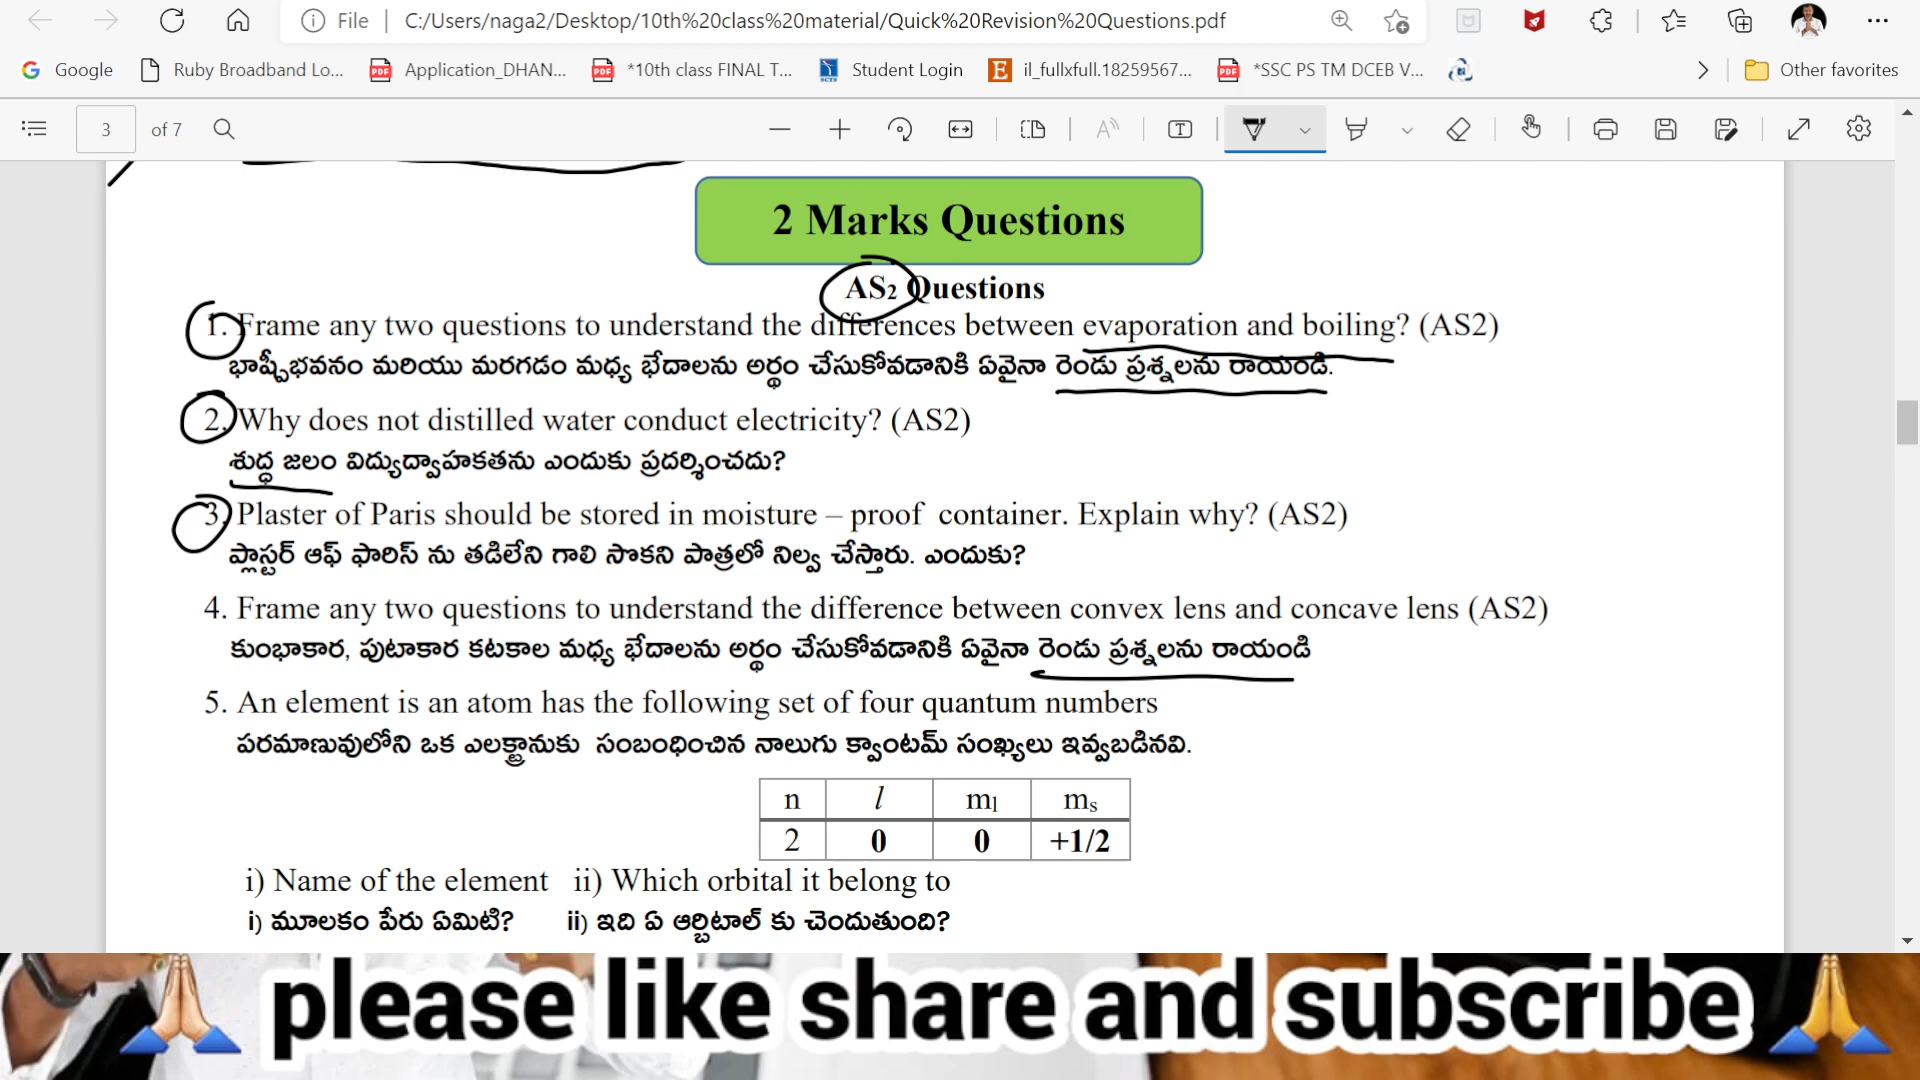 File C:/Users/naga2/Desktop/10th%20class%20material/Quick%20Revision%20Questions.pdf
Google Ruby Broadband Lo... Application_DHAN... *10th class FINAL T... Student Login il_fullxfull.18259567... *SSC PS TM DCEB V... Other favorites
3 of 7
2 Marks Questions
AS2 Questions
1. Frame any two questions to understand the differences between evaporation and boiling? (AS2)
భాష్పీభవనం మరియు మరగడం మధ్య భేదాలను అర్థం చేసుకోవడానికి ఏవైనా రెండు ప్రశ్నలను రాయండి.
2. Why does not distilled water conduct electricity? (AS2)
శుద్ధ జలం విద్యుద్వాహకతను ఎందుకు ప్రదర్శించదు?
3. Plaster of Paris should be stored in moisture – proof container. Explain why? (AS2)
ప్లాస్టర్ ఆఫ్ ఫారిస్ ను తడిలేని గాలి సొకని పాత్రలో నిల్వ చేస్తారు. ఎందుకు?
4. Frame any two questions to understand the difference between convex lens and concave lens (AS2)
కుంభాకార, పుటాకార కటకాల మధ్య భేదాలను అర్థం చేసుకోవడానికి ఏవైనా రెండు ప్రశ్నలను రాయండి
5. An element is an atom has the following set of four quantum numbers
పరమాణువులోని ఒక ఎలక్ట్రానుకు సంబంధించిన నాలుగు క్వాంటమ్ సంఖ్యలు ఇవ్వబడినవి.
n l ml ms
2 0 0 +1/2
i) Name of the element ii) Which orbital it belong to
i) మూలకం పేరు ఏమిటి? ii) ఇది ఏ ఆర్బిటాల్ కు చెందుతుంది?
please like share and subscribe